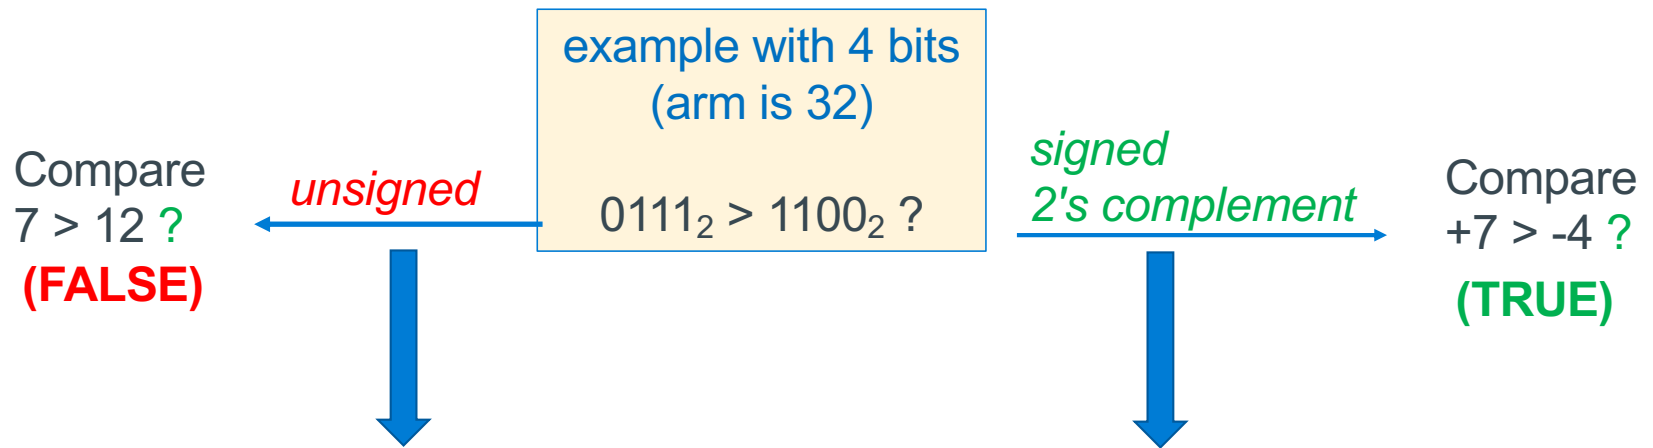 example with 4 bits
(arm is 32)
0111₂ > 1100₂ ?
Compare
7 > 12 ?
(FALSE)
unsigned
signed
2's complement
Compare
+7 > -4 ?
(TRUE)